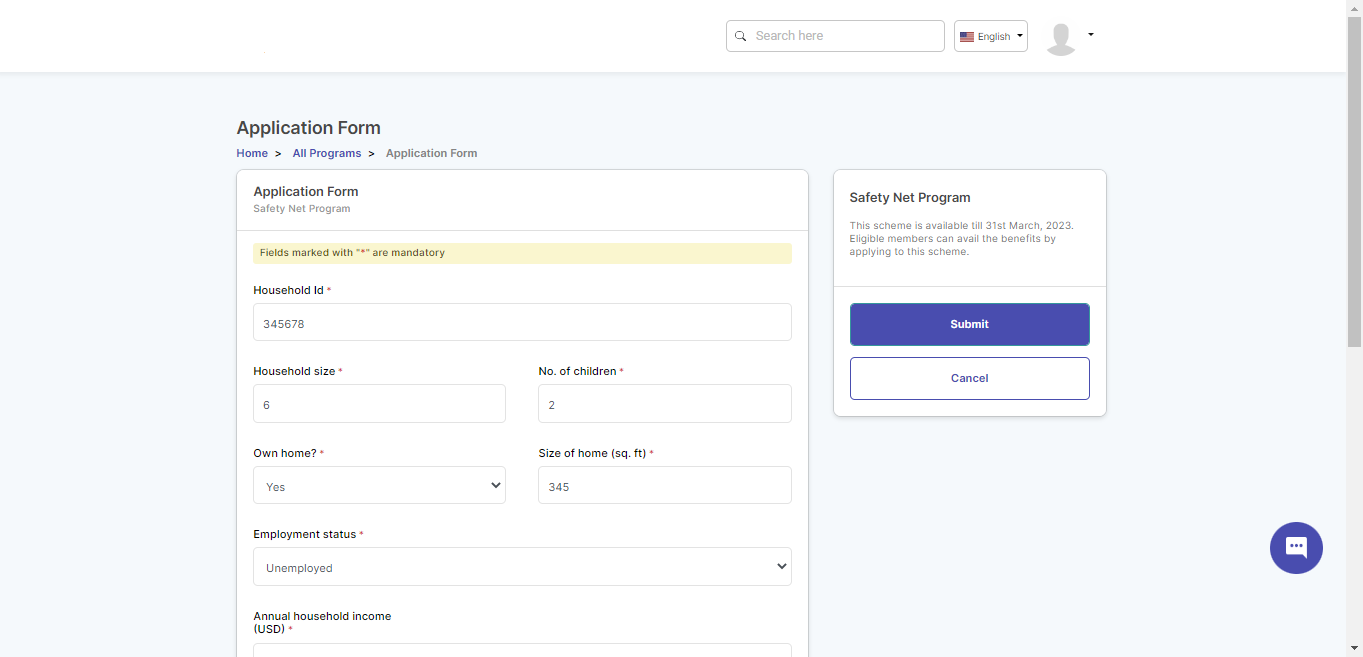 Search here
English
Application Form
Home > All Programs > Application Form
Application Form
Safety Net Program
Fields marked with "*" are mandatory
Household Id *
345678
Household size *
No. of children *
6
2
Own home? *
Size of home (sq. ft) *
Yes
345
Employment status *
Unemployed
Annual household income
(USD) *
Safety Net Program
This scheme is available till 31st March, 2023.
Eligible members can avail the benefits by
applying to this scheme.
Submit
Cancel